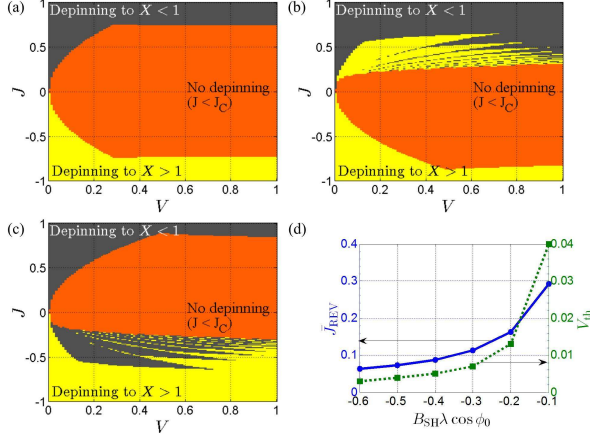 (a)
Depinning to X < 1
1
0.5
0
-0.5
-1
J
No depinning
(J < J_C)
Depinning to X > 1
0 0.2 0.4 0.6 0.8 1
V
(b)
Depinning to X < 1
1
0.5
0
-0.5
-1
J
No depinning
(J < J_C)
Depinning to X > 1
0 0.2 0.4 0.6 0.8 1
V
(c)
Depinning to X < 1
1
0.5
0
-0.5
-1
J
No depinning
(J < J_C)
Depinning to X > 1
0 0.2 0.4 0.6 0.8 1
V
(d)
0.4 0.04
0.3 0.03
0.2 0.02
0.1 0.01
0 0
J̄_REV
V_th
-0.6 -0.5 -0.4 -0.3 -0.2 -0.1
B_SH λ cos ϕ_0